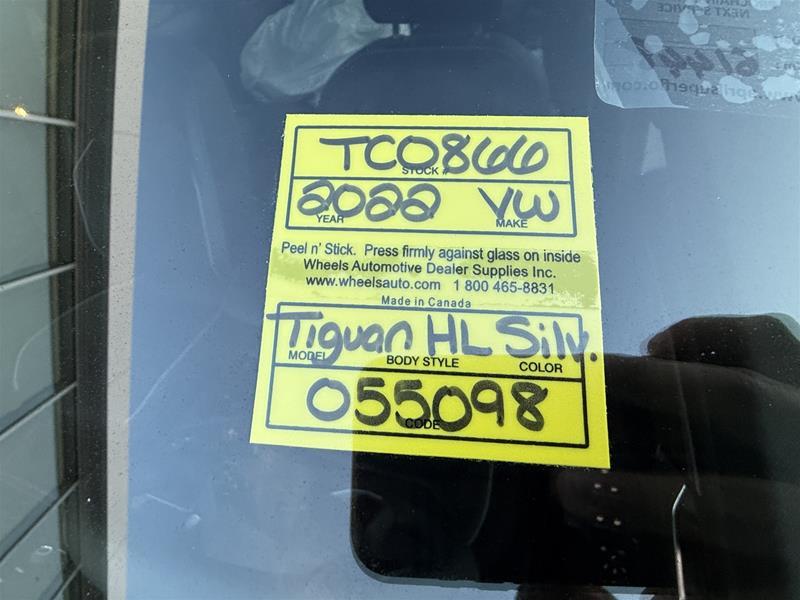 NEXT SERVICE
TC0866
STOCK #
2022 VW
YEAR MAKE
Peel n' Stick. Press firmly against glass on inside
Wheels Automotive Dealer Supplies Inc.
www.wheelsauto.com 1 800 465-8831
Made in Canada
Tiguan HL Silv.
MODEL BODY STYLE COLOR
055098
CODE